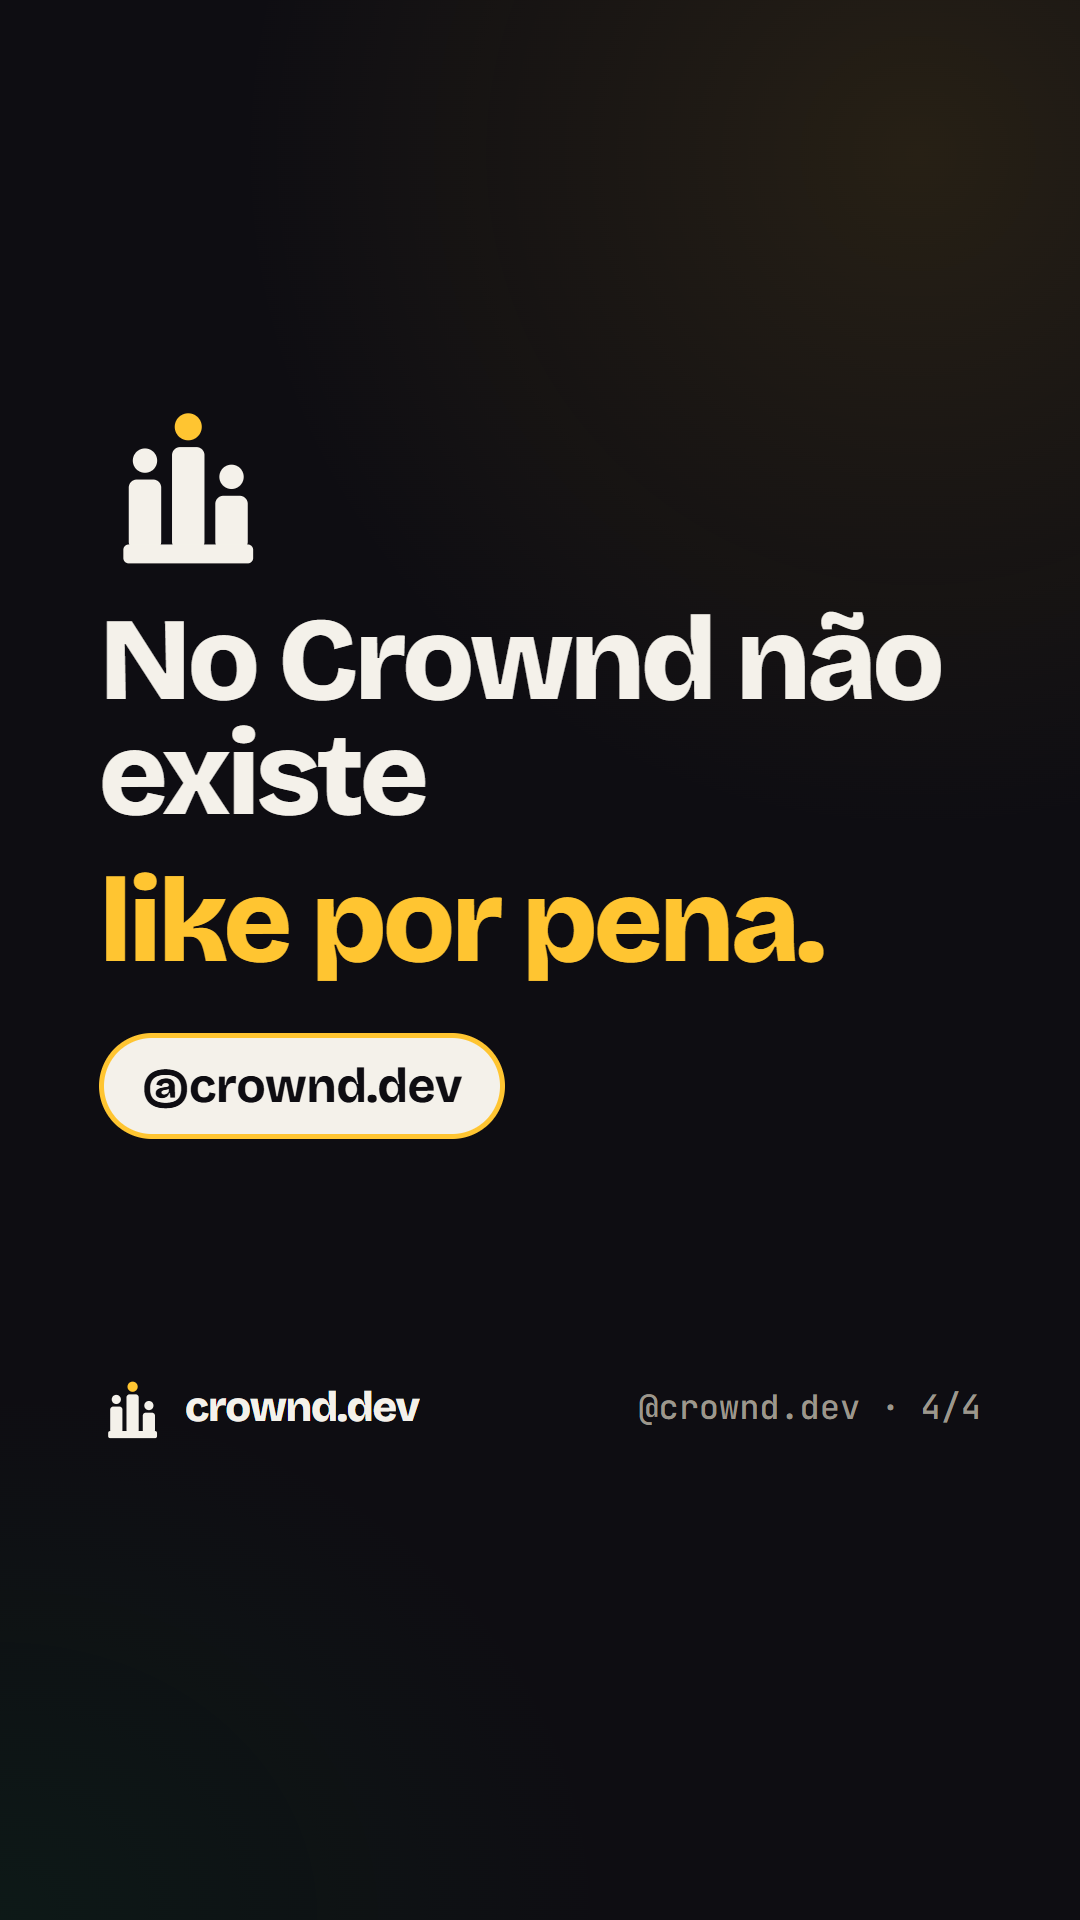 No Crownd não
existe
like por pena.
@crownd.dev
crownd.dev
@crownd.dev · 4/4